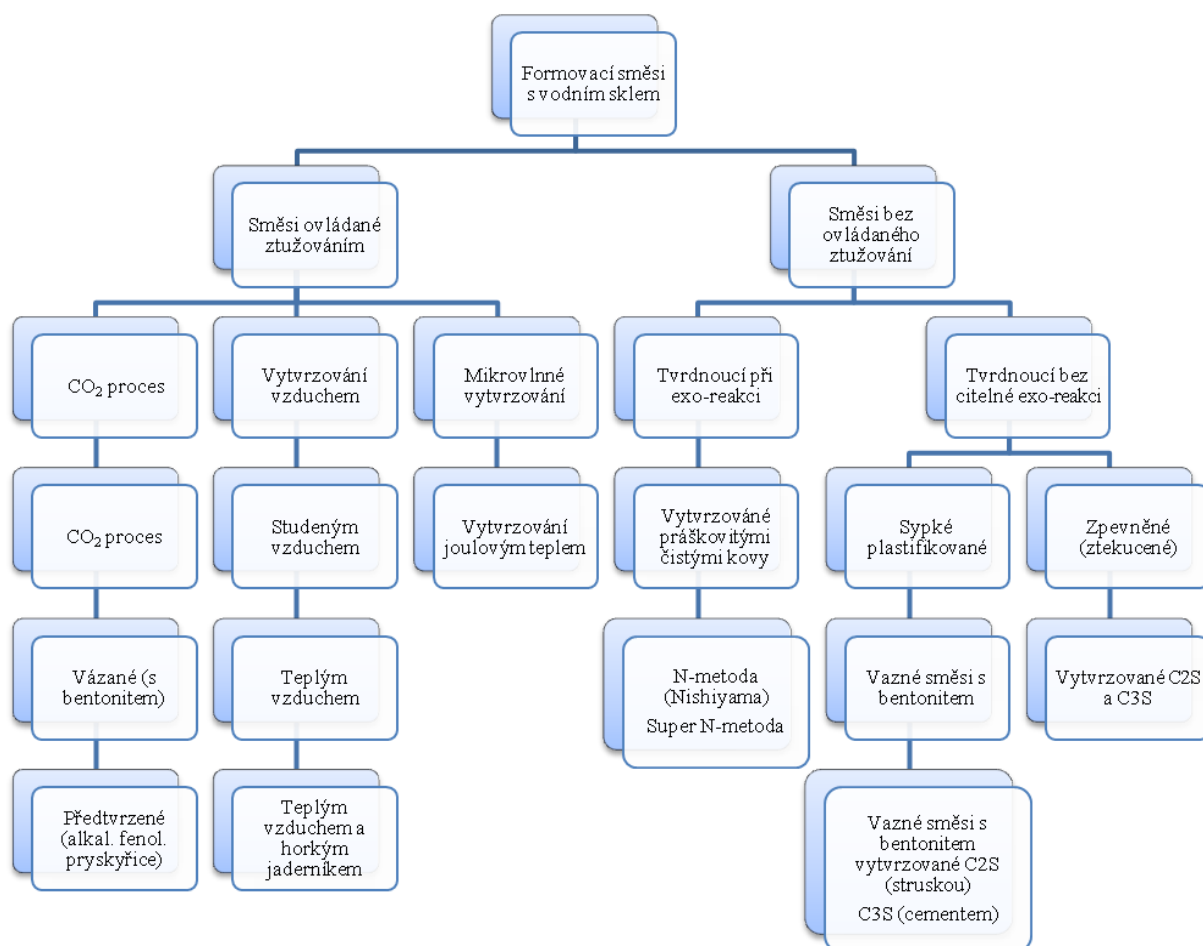 Formovací směsi
s vodním sklem
Směsi ovládané
ztužováním
Směsi bez
ovládaného
ztužování
CO₂ proces
Vytvrzování
vzduchem
Mikrovlnné
vytvrzování
Tvrdnoucí při
exo-reakci
Tvrdnoucí bez
citelné exo-reakci
CO₂ proces
Studeným
vzduchem
Vytvrzování
joulovým teplem
Vytvrzováné
práškovitými
čistými kovy
Sypké
plastifikované
Zpevněné
(ztekucené)
Vázané (s
bentonitem)
Teplým
vzduchem
N-metoda
(Nishiyama)
Super N-metoda
Vazné směsi s
bentonitem
Vytvrzované C2S
a C3S
Předtvrzené
(alkal. fenol.
pryskyřice)
Teplým
vzduchem a
horkým
jaderníkem
Vazné směsi s
bentonitem
vytvrzované C2S
(struskou)
C3S (cementem)